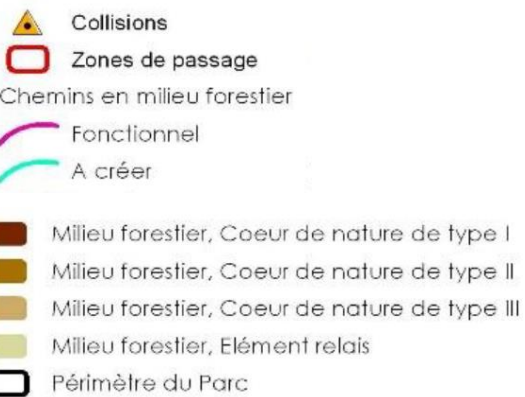 Collisions
Zones de passage
Chemins en milieu forestier
Fonctionnel
A créer
Milieu forestier, Coeur de nature de type I
Milieu forestier, Coeur de nature de type II
Milieu forestier, Coeur de nature de type III
Milieu forestier, Elément relais
Périmètre du Parc